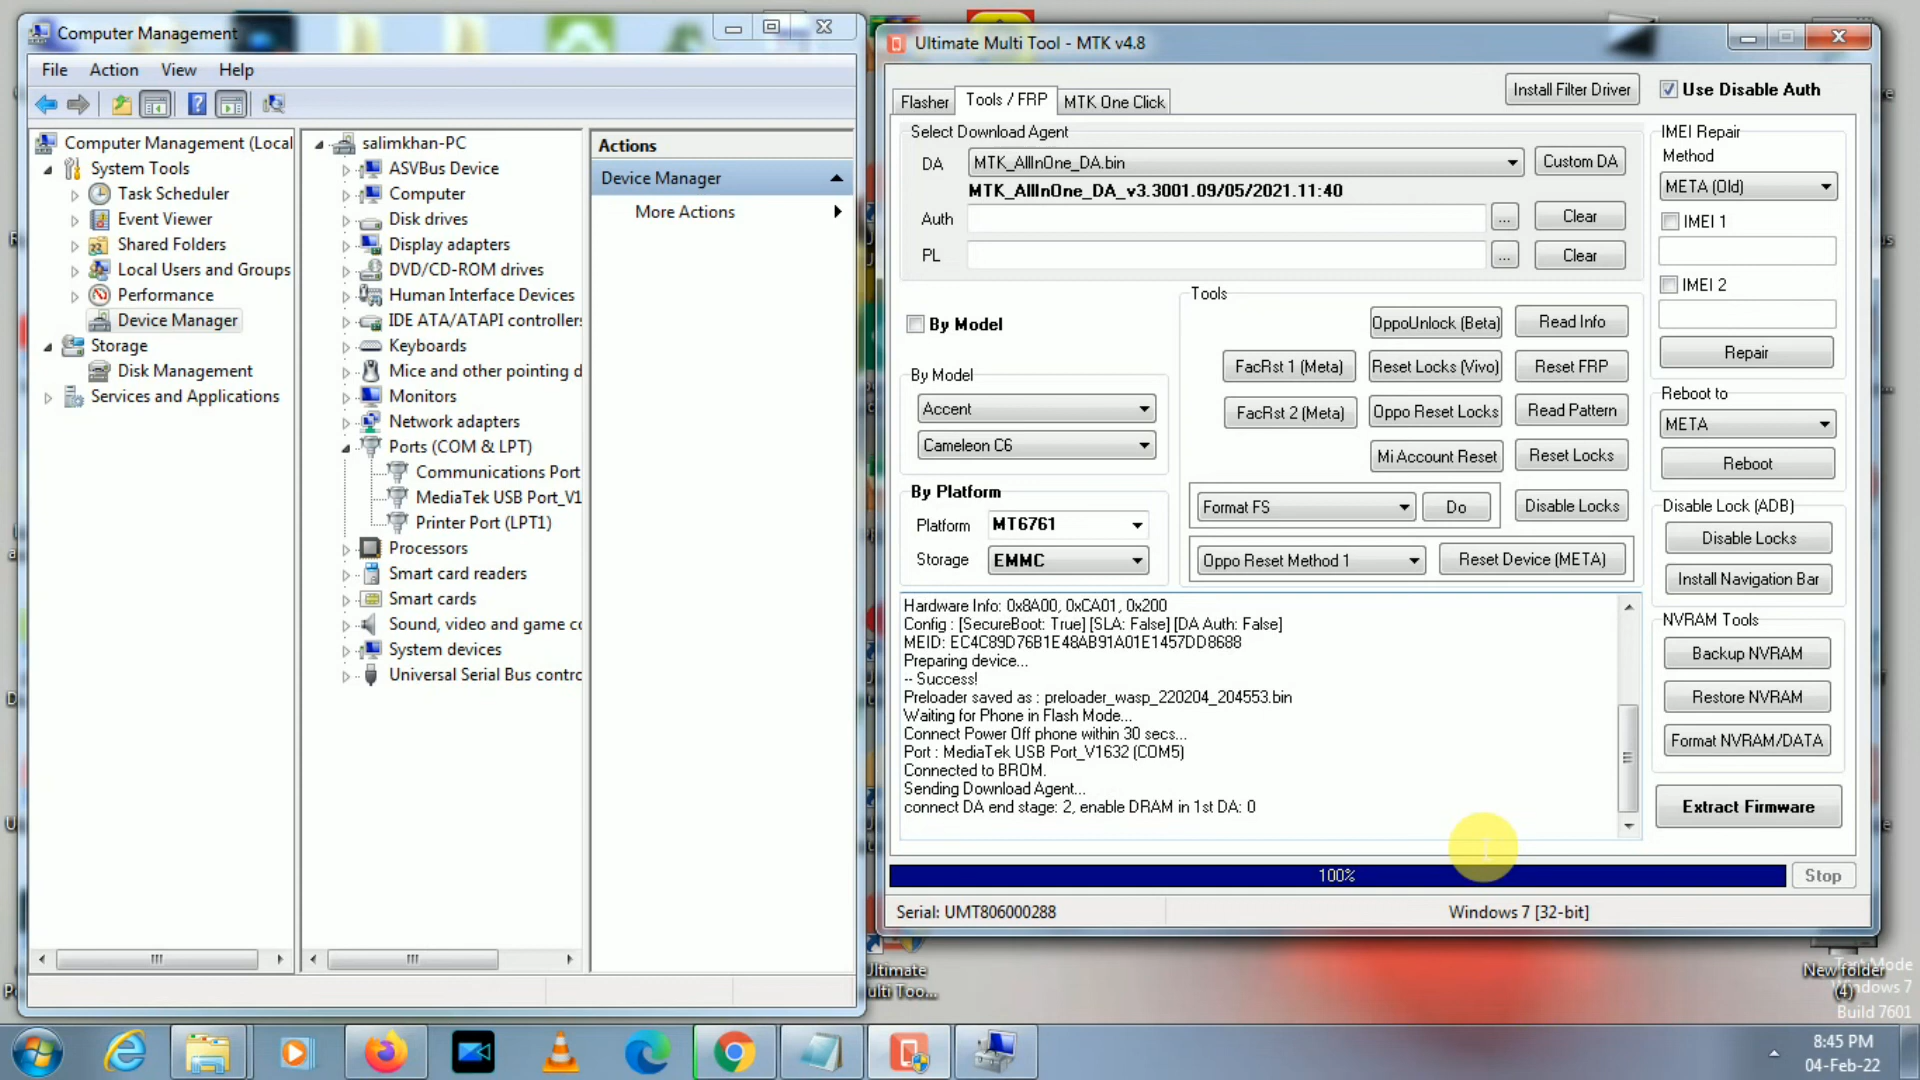 Computer Management
File Action View Help
Computer Management (Local
System Tools
Task Scheduler
Event Viewer
Shared Folders
Local Users and Groups
Performance
Device Manager
Storage
Disk Management
Services and Applications
salimkhan-PC
ASVBus Device
Computer
Disk drives
Display adapters
DVD/CD-ROM drives
Human Interface Devices
IDE ATA/ATAPI controllers
Keyboards
Mice and other pointing d
Monitors
Network adapters
Ports (COM & LPT)
Communications Port
MediaTek USB Port_V1
Printer Port (LPT1)
Processors
Smart card readers
Smart cards
Sound, video and game co
System devices
Universal Serial Bus contro
Actions
Device Manager
More Actions
Ultimate Multi Tool - MTK v4.8
Flasher Tools / FRP MTK One Click
Install Filter Driver Use Disable Auth
Select Download Agent
DA MTK_AllInOne_DA.bin Custom DA
MTK_AllInOne_DA_v3.3001.09/05/2021.11:40
Auth ... Clear
PL ... Clear
By Model
By Model
Accent
Cameleon C6
By Platform
Platform MT6761
Storage EMMC
Tools
OppoUnlock (Beta) Read Info
FacRst 1 (Meta) Reset Locks (Vivo) Reset FRP
FacRst 2 (Meta) Oppo Reset Locks Read Pattern
Mi Account Reset Reset Locks
Format FS Do Disable Locks
Oppo Reset Method 1 Reset Device (META)
IMEI Repair
Method
META (Old)
IMEI 1
IMEI 2
Repair
Reboot to
META
Reboot
Disable Lock (ADB)
Disable Locks
Install Navigation Bar
NVRAM Tools
Backup NVRAM
Restore NVRAM
Format NVRAM/DATA
Extract Firmware
Hardware Info: 0x8A00, 0xCA01, 0x200
Config : [SecureBoot: True] [SLA: False] [DA Auth: False]
MEID: EC4C89D76B1E48AB91A01E1457DD8688
Preparing device...
-- Success!
Preloader saved as : preloader_wasp_220204_204553.bin
Waiting for Phone in Flash Mode...
Connect Power Off phone within 30 secs...
Port : MediaTek USB Port_V1632 (COM5)
Connected to BROM.
Sending Download Agent...
connect DA end stage: 2, enable DRAM in 1st DA: 0
100% Stop
Serial: UMT806000288 Windows 7 [32-bit]
Ultimate
New folder
(4)
Windows 7
Build 7601
8:45 PM
04-Feb-22